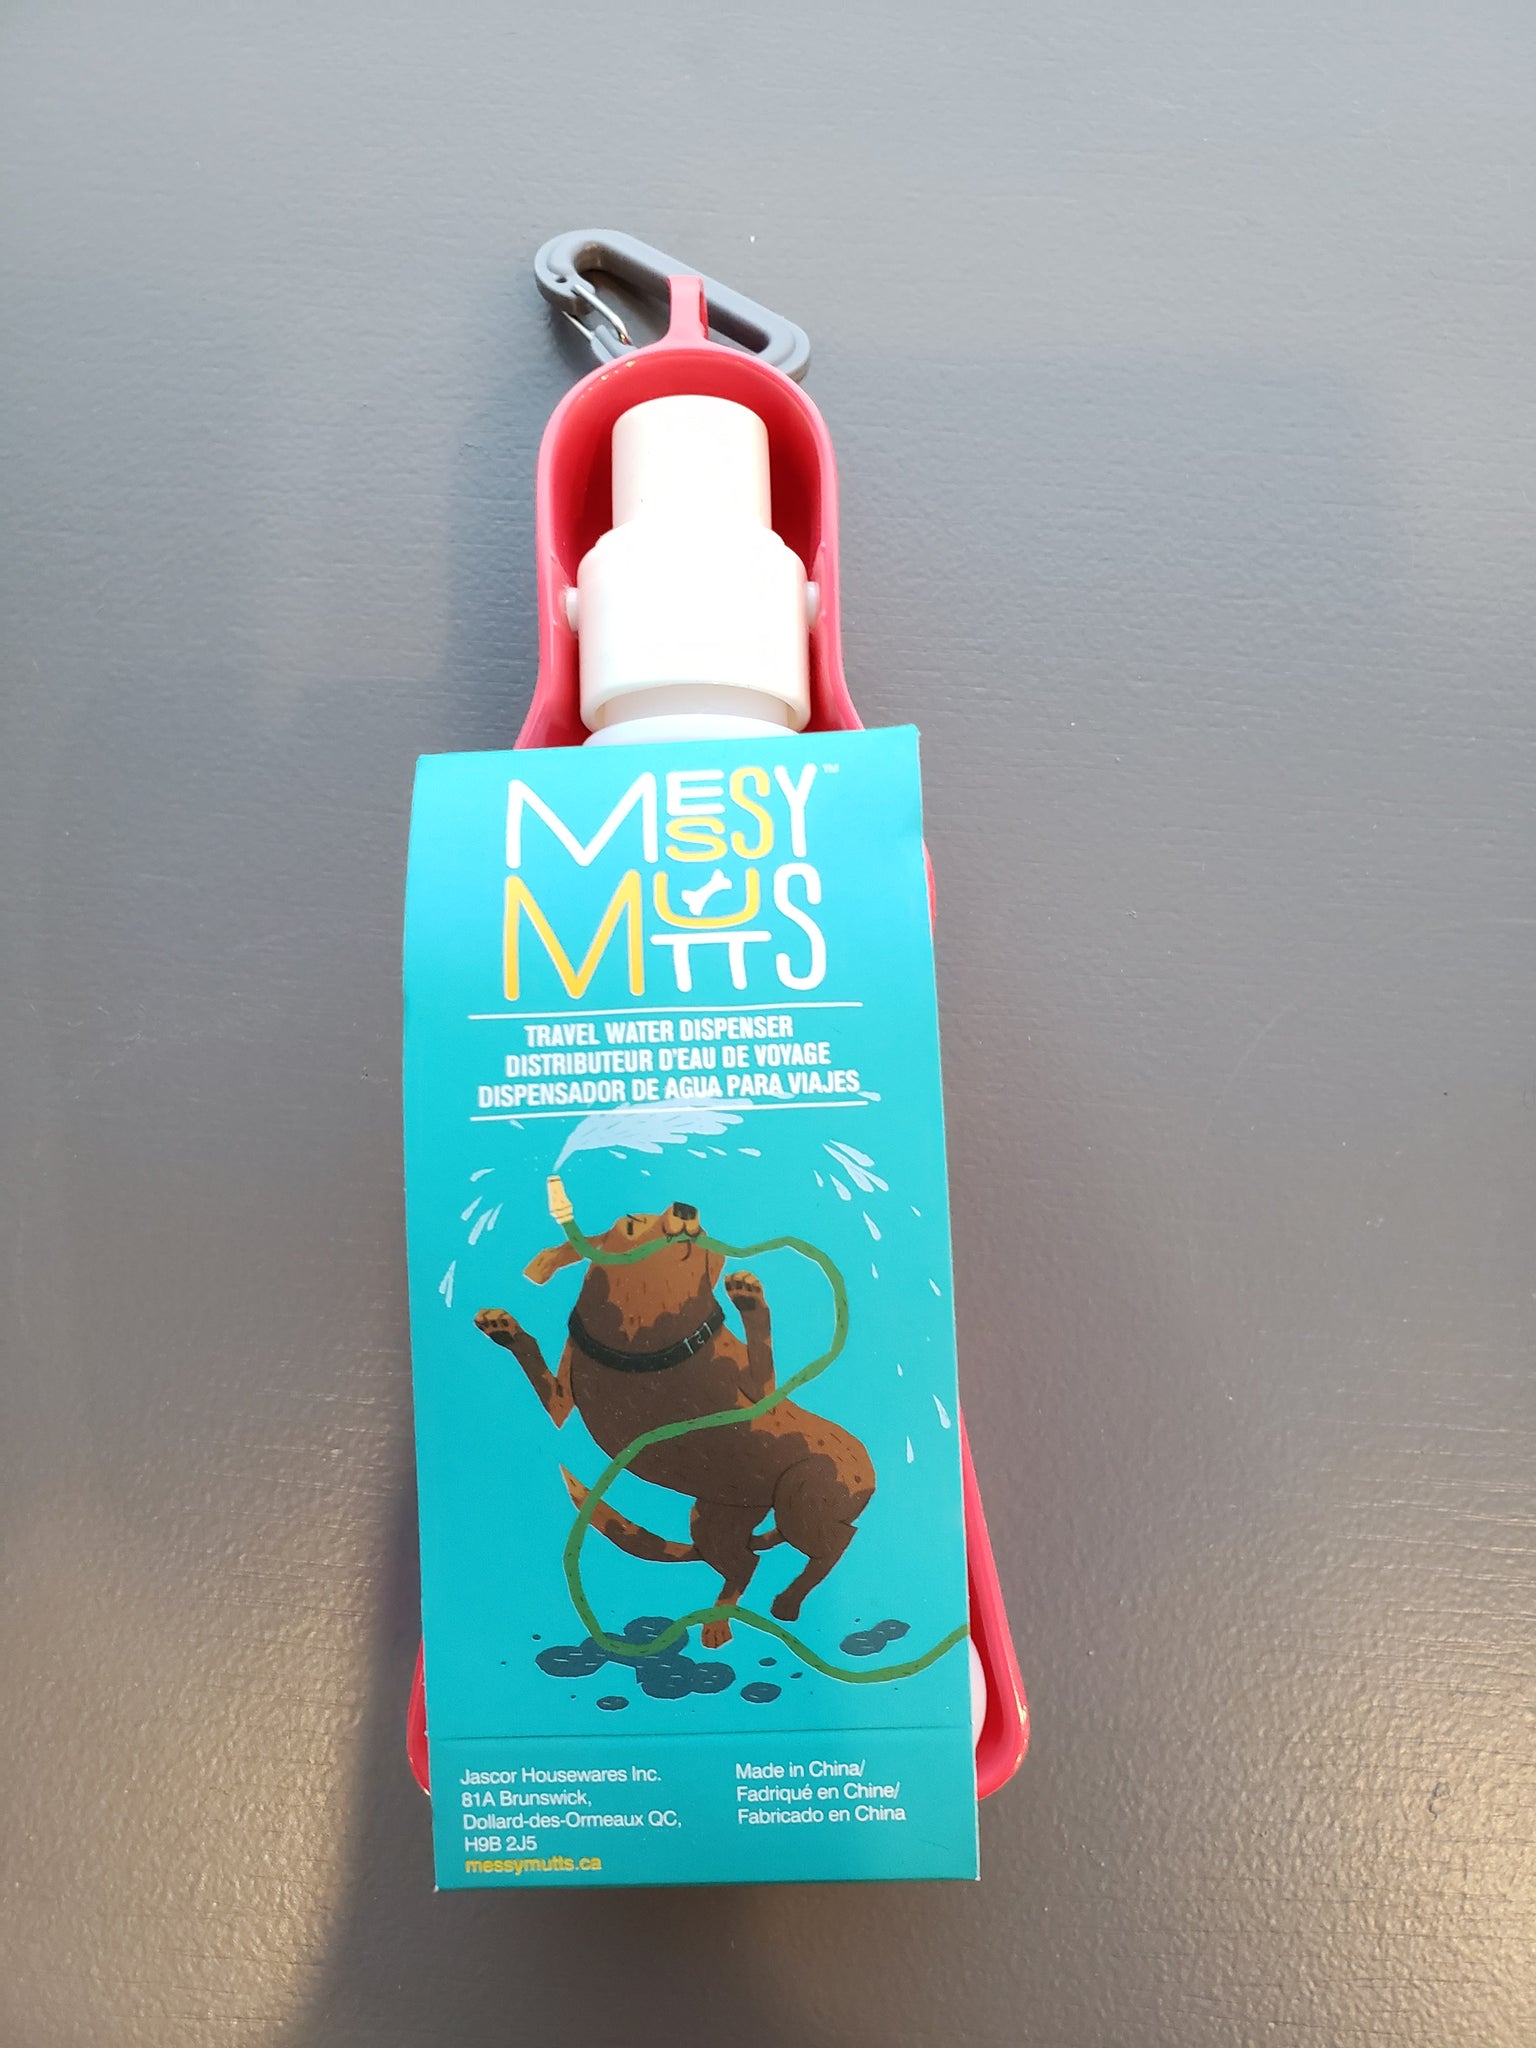 MESSY™
MUTTS
TRAVEL WATER DISPENSER
DISTRIBUTEUR D'EAU DE VOYAGE
DISPENSADOR DE AGUA PARA VIAJES
Jascor Housewares Inc.
81A Brunswick,
Dollard-des-Ormeaux QC,
H9B 2J5
messymutts.ca
Made in China/
Fadriqué en Chine/
Fabricado en China